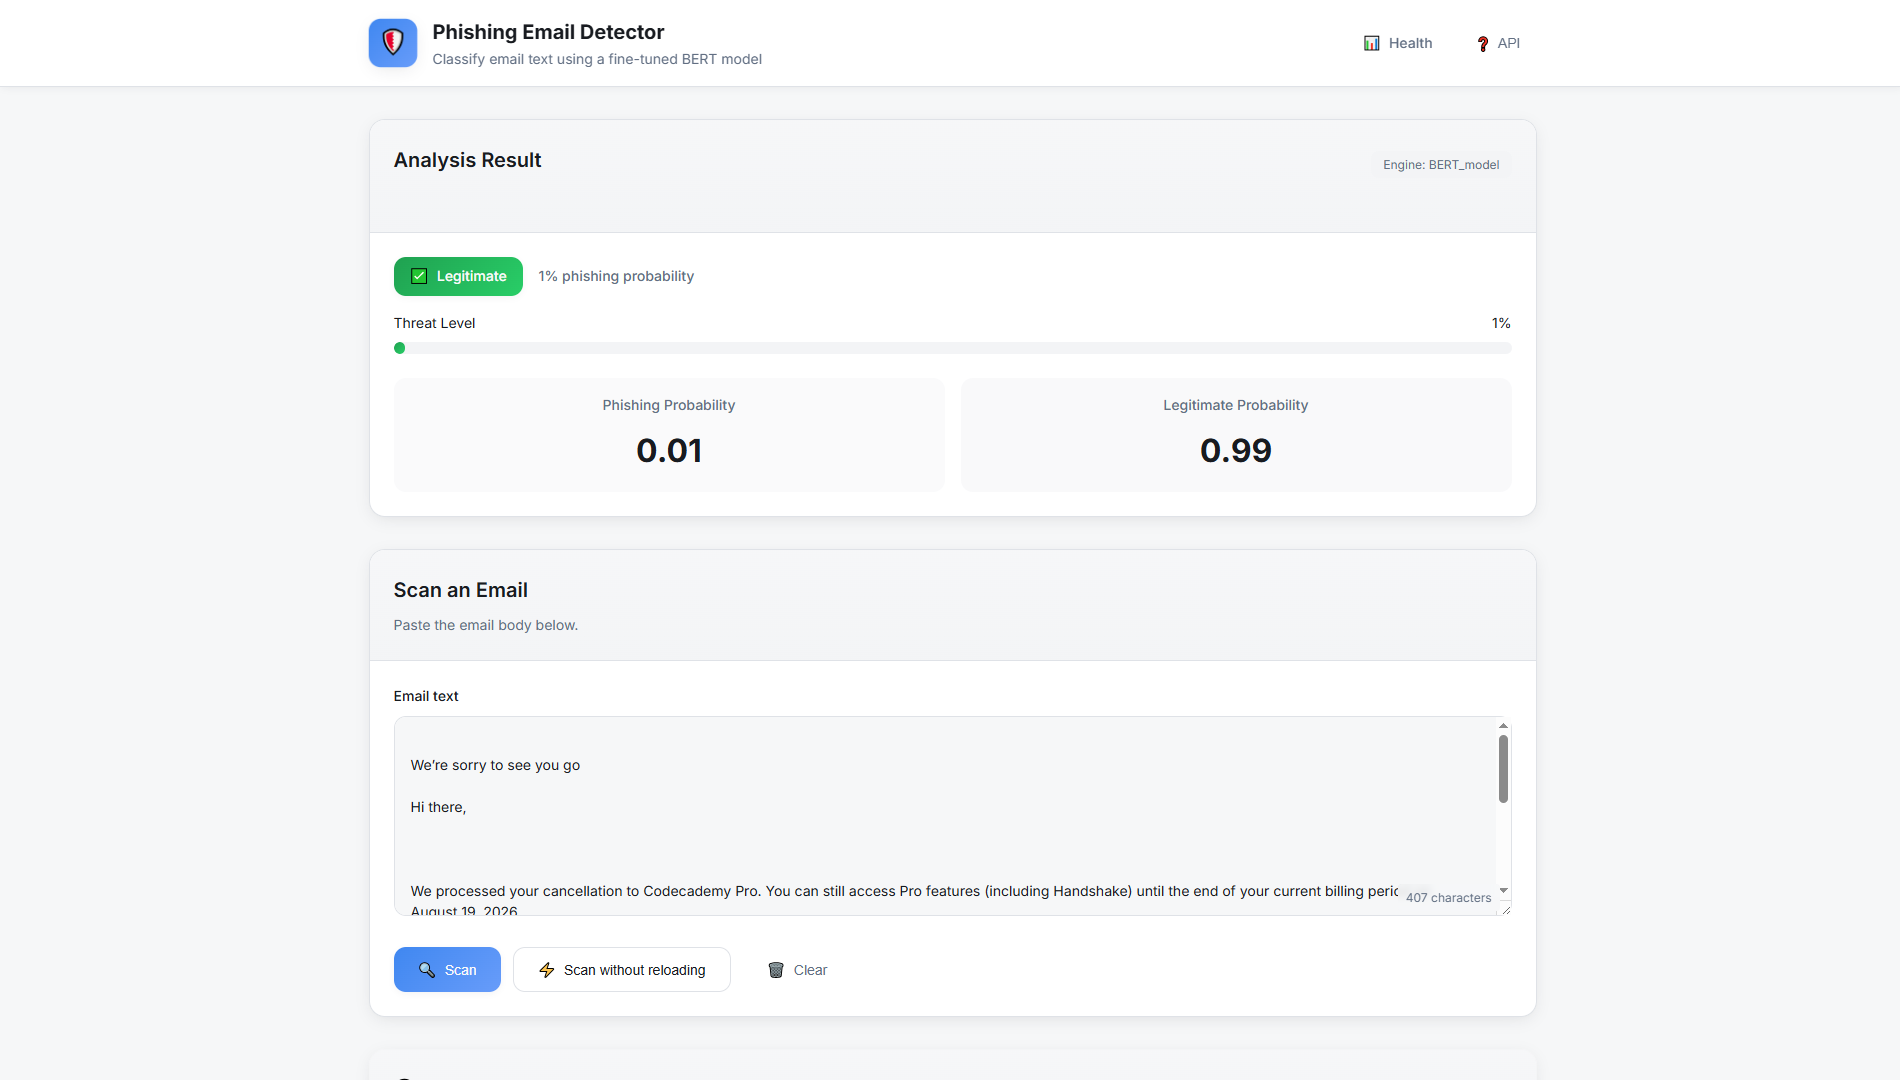 Phishing Email Detector
Classify email text using a fine-tuned BERT model
Health
API
Analysis Result
Engine: BERT_model
Legitimate
1% phishing probability
Threat Level
1%
Phishing Probability
0.01
Legitimate Probability
0.99
Scan an Email
Paste the email body below.
Email text
We're sorry to see you go
Hi there,
We processed your cancellation to Codecademy Pro. You can still access Pro features (including Handshake) until the end of your current billing
407 characters
August 19, 2026
Scan
Scan without reloading
Clear